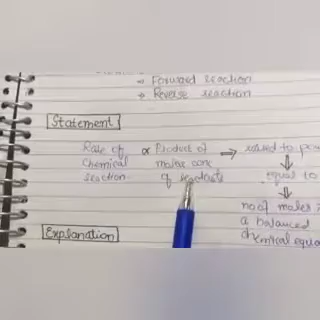 → Forward reaction
→ Reverse reaction
Statement
Rate of ∝ Product of → raised to po
Chemical molar conc ⇓
reaction of reactants equal to
⇓
no of moles
a balanced
Explanation chemical equa